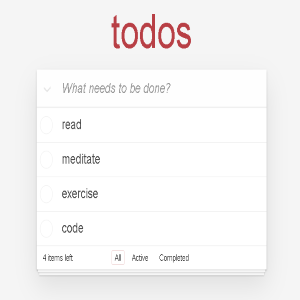 todos
What needs to be done?
read
meditate
exercise
code
4 items left All Active Completed